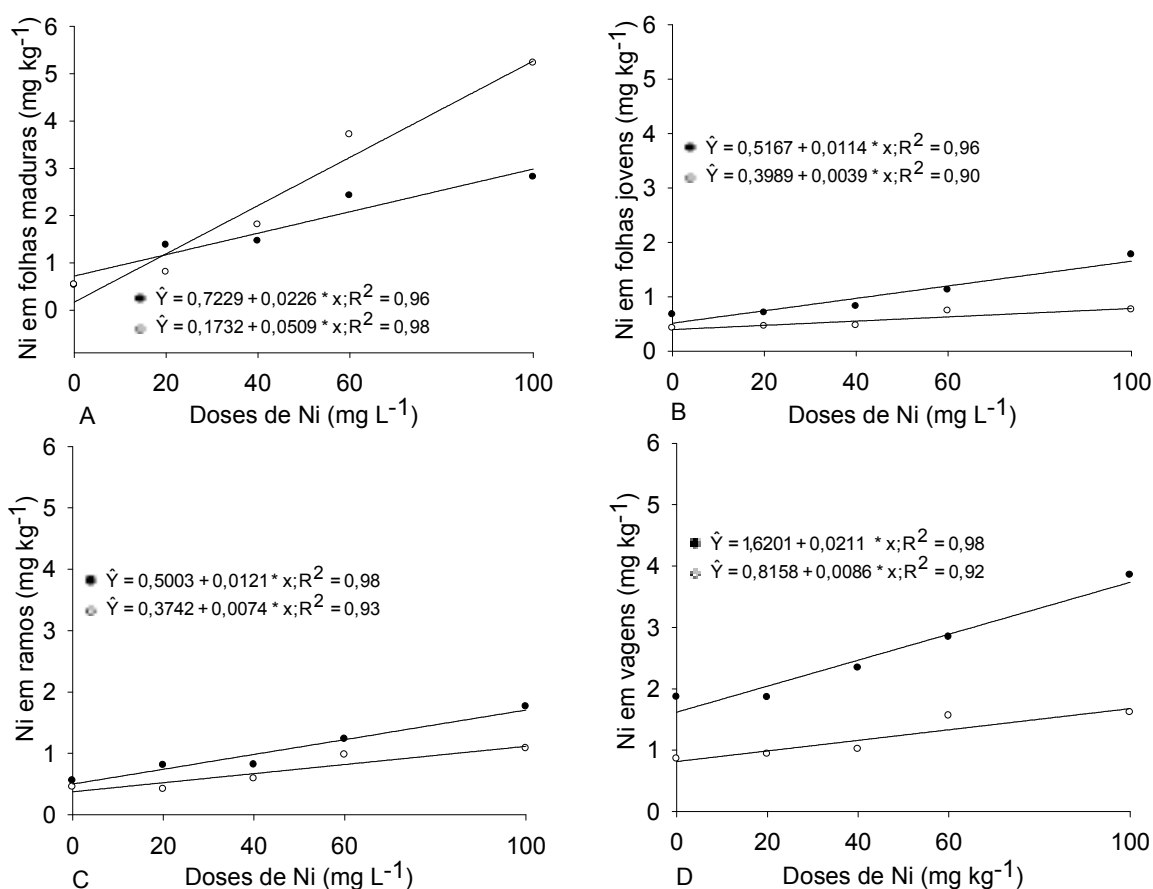 Ni em folhas maduras (mg kg-1)
6
5
4
3
2
1
0
Ŷ = 0,7229 + 0,0226 * x;R2 = 0,96
Ŷ = 0,1732 + 0,0509 * x;R2 = 0,98
0 20 40 60 100
A
Doses de Ni (mg L-1)
Ni em folhas jovens (mg kg-1)
6
5
4
3
2
1
0
Ŷ = 0,5167 + 0,0114 * x;R2 = 0,96
Ŷ = 0,3989 + 0,0039 * x;R2 = 0,90
0 20 40 60 100
B
Doses de Ni (mg L-1)
Ni em ramos (mg kg-1)
6
5
4
3
2
1
0
Ŷ = 0,5003 + 0,0121 * x;R2 = 0,98
Ŷ = 0,3742 + 0,0074 * x;R2 = 0,93
0 20 40 60 100
C
Doses de Ni (mg L-1)
Ni em vagens (mg kg-1)
6
5
4
3
2
1
0
Ŷ = 1,6201 + 0,0211 * x;R2 = 0,98
Ŷ = 0,8158 + 0,0086 * x;R2 = 0,92
0 20 40 60 100
D
Doses de Ni (mg kg-1)